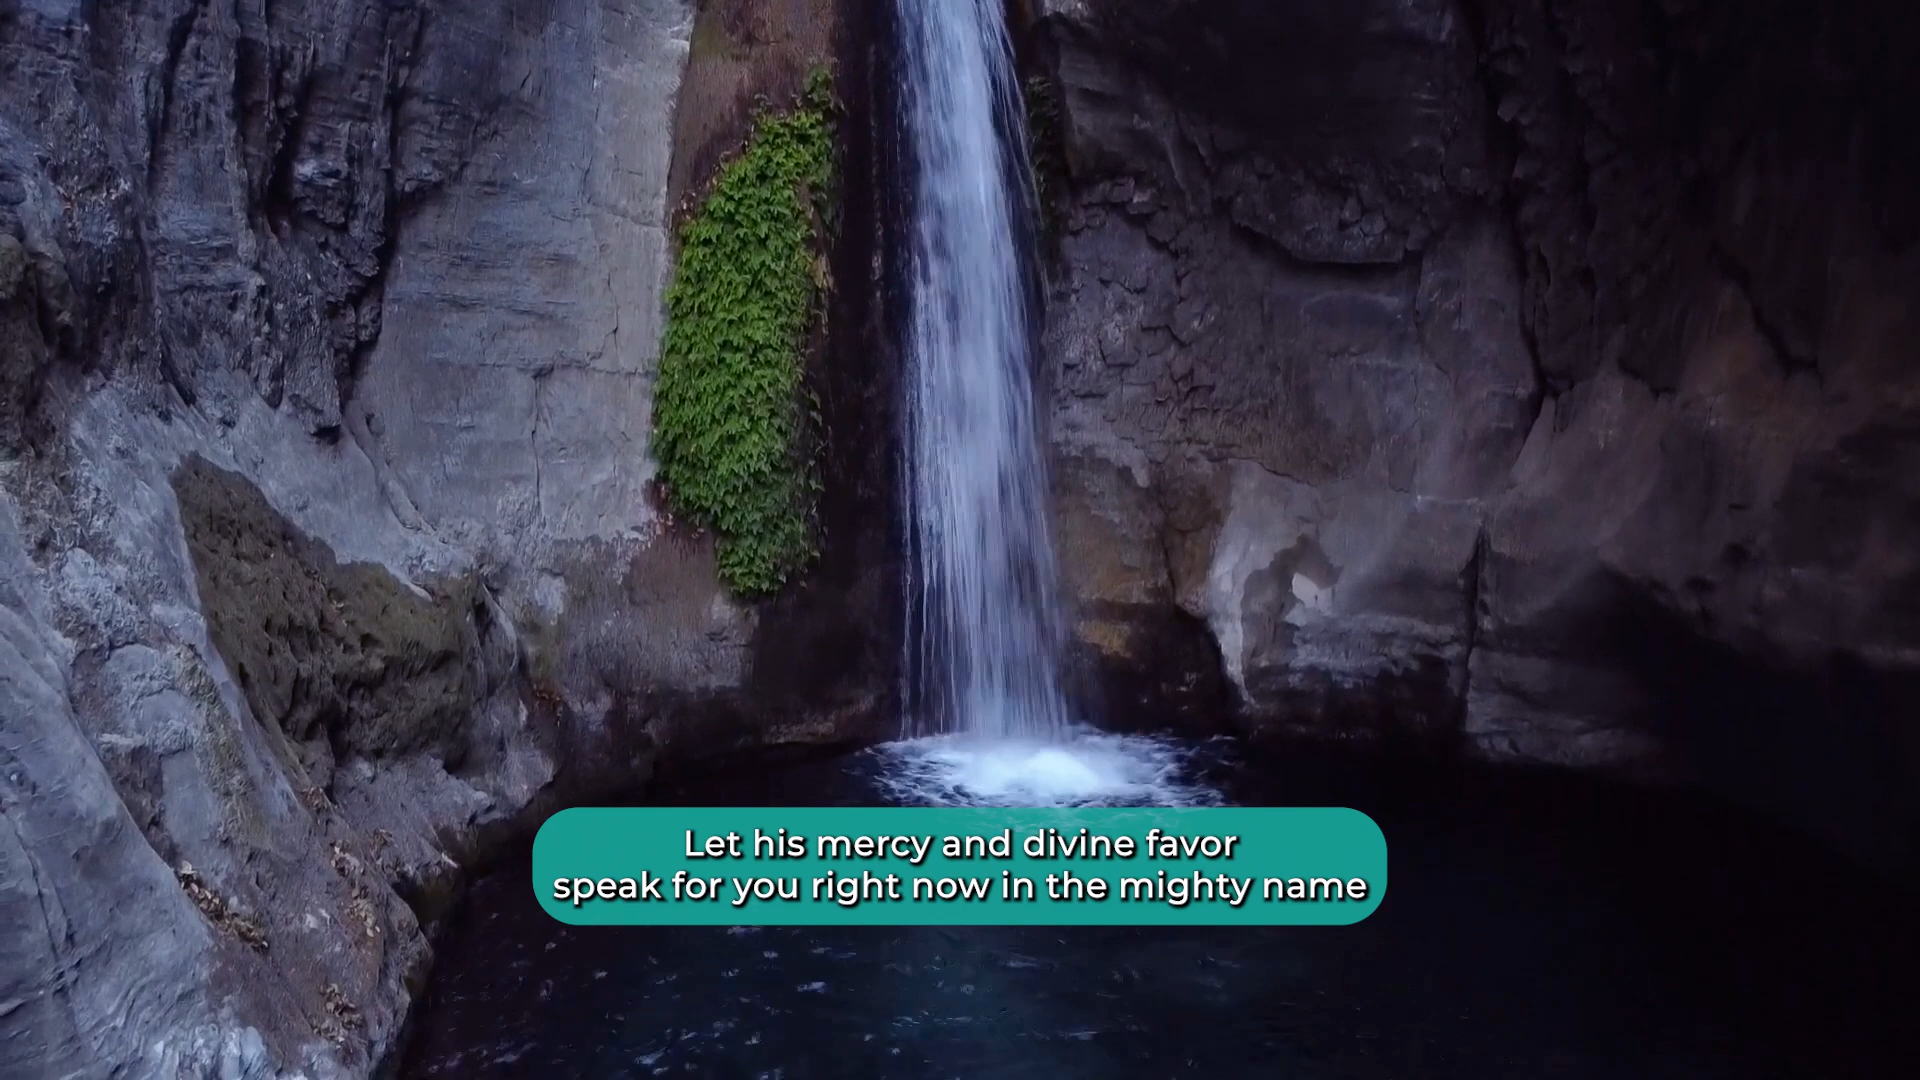 Let his mercy and divine favor
speak for you right now in the mighty name